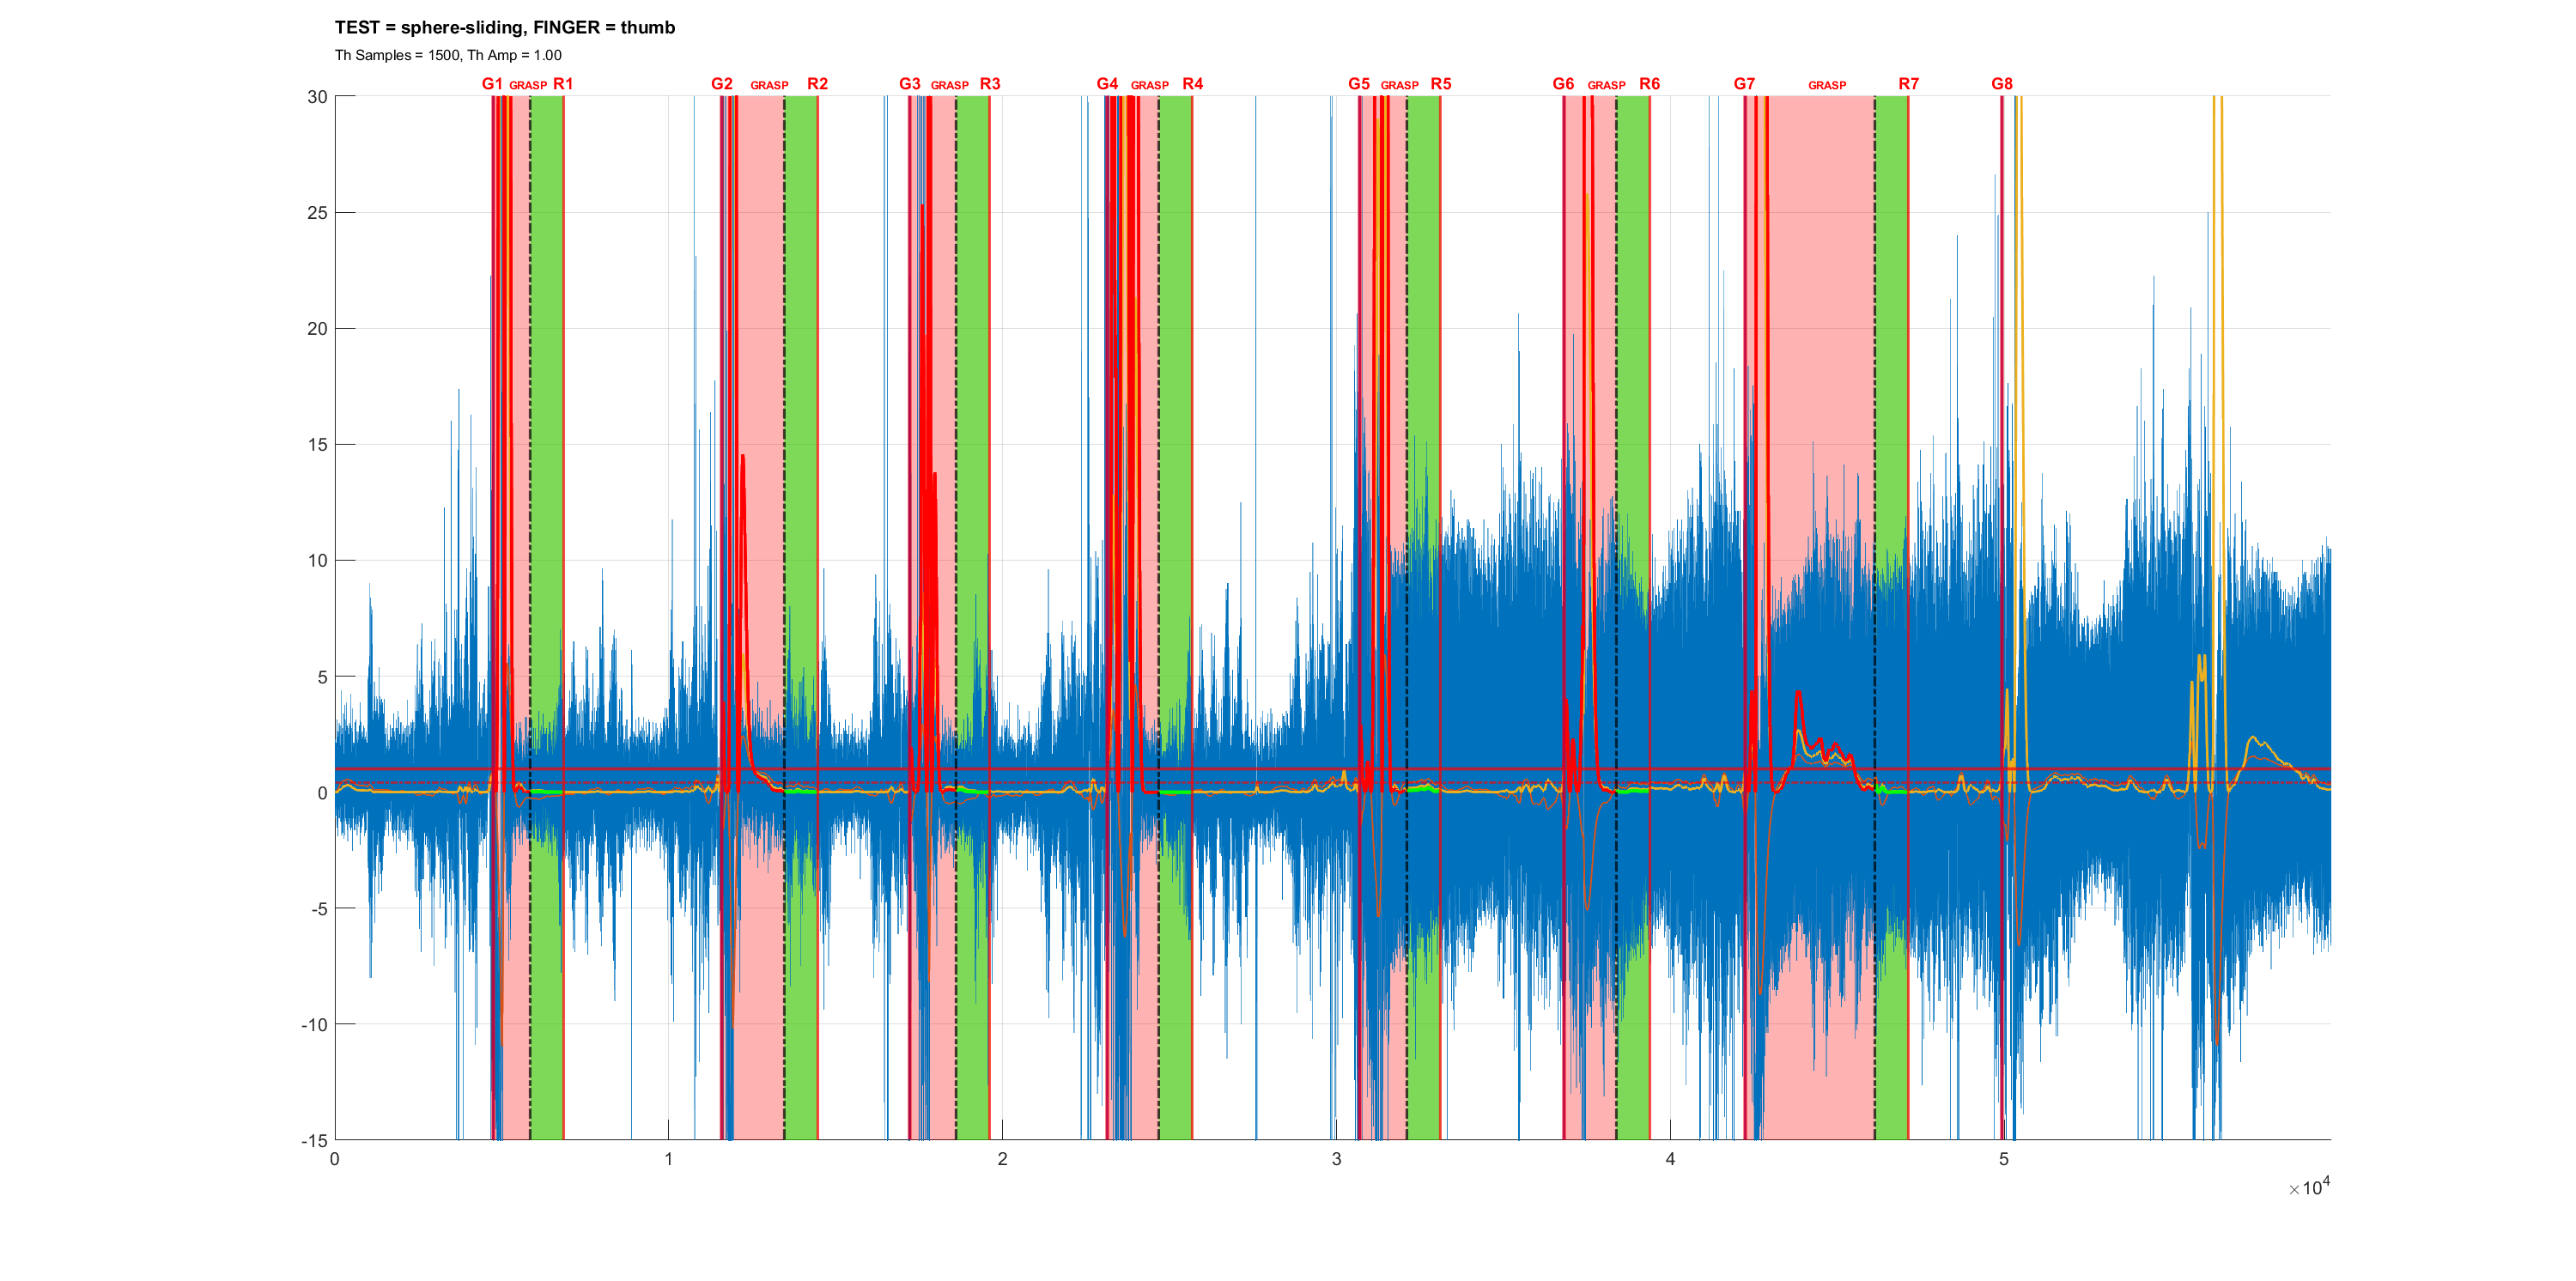 TEST = sphere-sliding, FINGER = thumb
Th Samples = 1500, Th Amp = 1.00
G1 GRASP R1 G2 GRASP R2 G3 GRASP R3 G4 GRASP R4 G5 GRASP R5 G6 GRASP R6 G7 GRASP R7 G8
30
25
20
15
10
5
0
-5
-10
-15
0 1 2 3 4 5
×10⁴